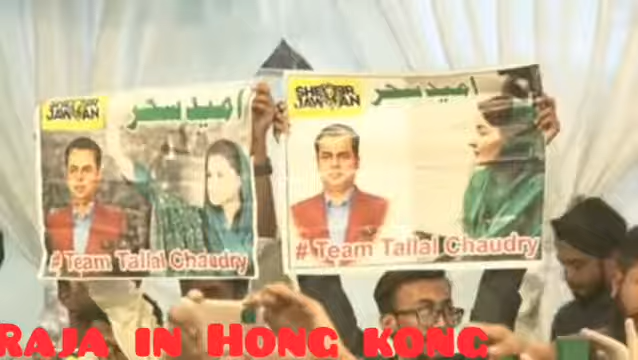 SHER
JAWAN
امید سحر
# Team Tallal Chaudry
SHER
JAWAN
امید سحر
# Team Tallal Chaudry
Raja in Hong kong